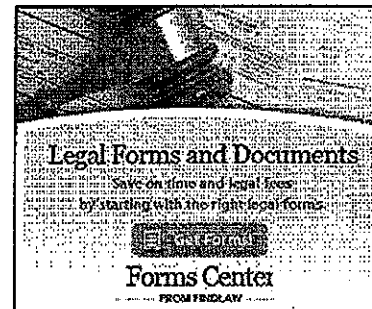 Legal Forms and Documents
Save on time and legal fees
by starting with the right legal forms.
Get Forms!
Forms Center
FROM FINDLAW